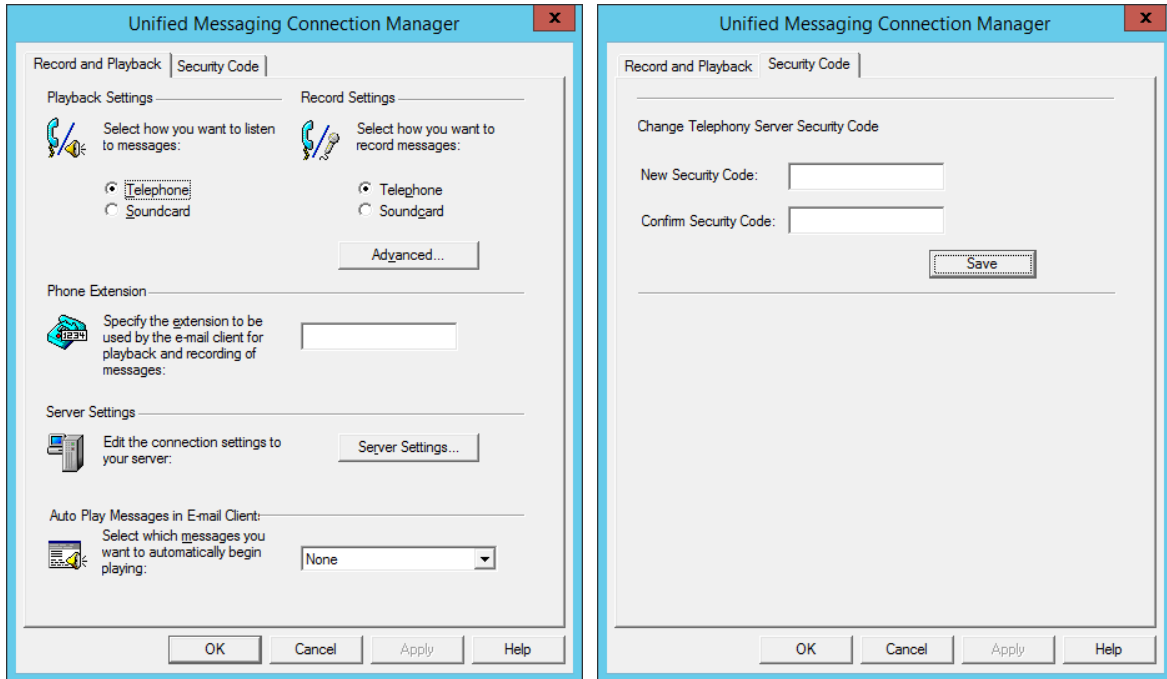 Unified Messaging Connection Manager
x
Record and Playback
Security Code
Playback Settings
Select how you want to listen
to messages:
Telephone
Soundcard
Record Settings
Select how you want to
record messages:
Telephone
Soundcard
Advanced...
Phone Extension
1234
Specify the extension to be
used by the e-mail client for
playback and recording of
messages:
Server Settings
Edit the connection settings to
your server:
Server Settings...
Auto Play Messages in E-mail Client:
Select which messages you
want to automatically begin
playing:
None
OK
Cancel
Apply
Help
Unified Messaging Connection Manager
x
Record and Playback
Security Code
Change Telephony Server Security Code
New Security Code:
Confirm Security Code:
Save
OK
Cancel
Apply
Help